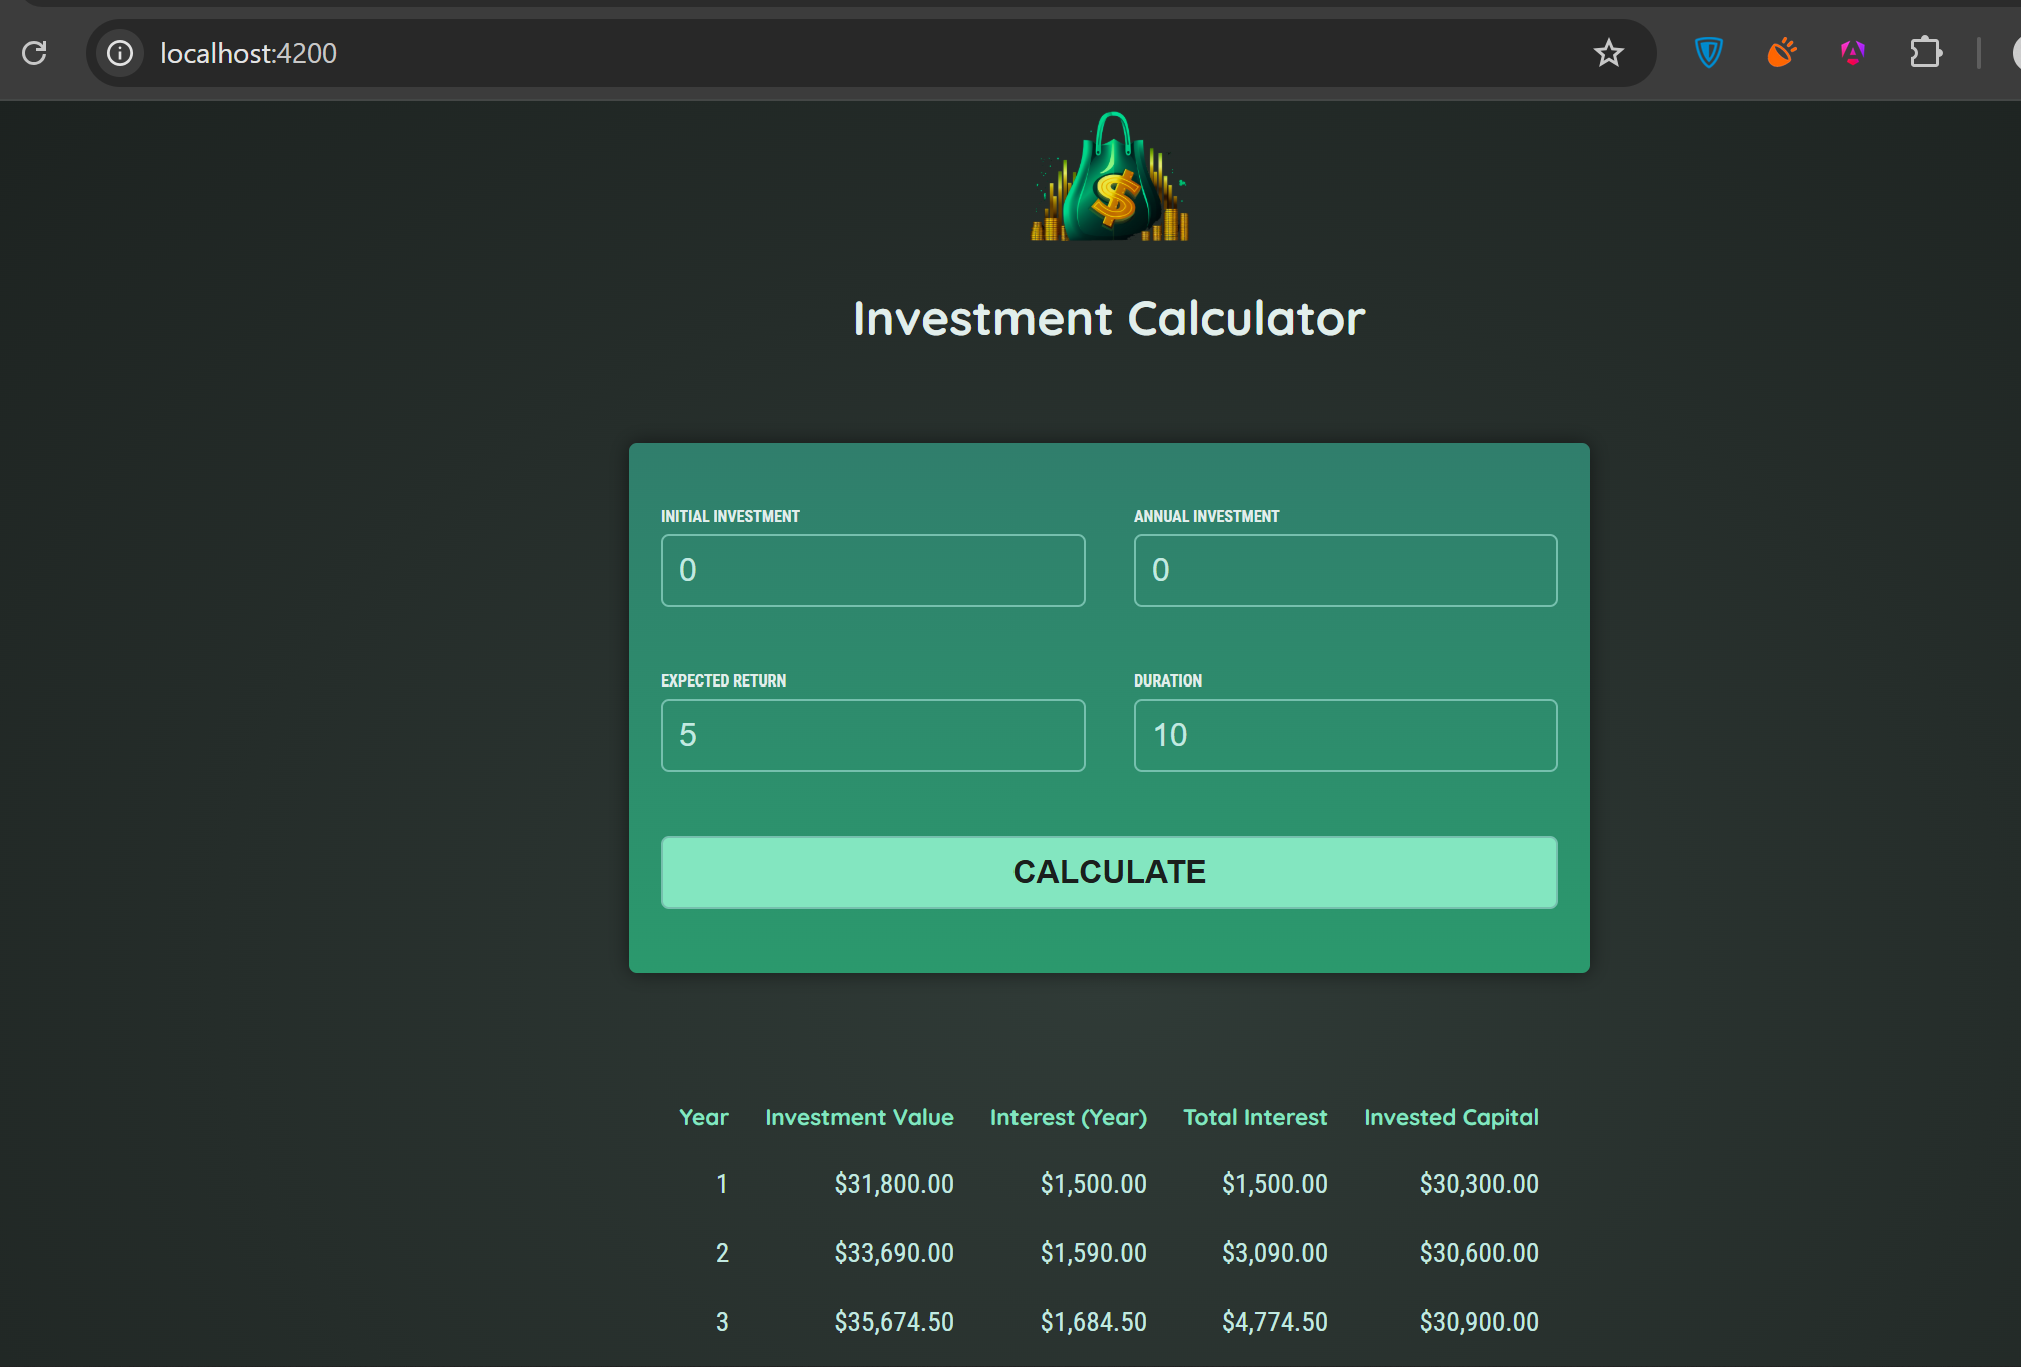 localhost:4200
$
Investment Calculator
INITIAL INVESTMENT ANNUAL INVESTMENT
0 0
EXPECTED RETURN DURATION
5 10
CALCULATE
Year Investment Value Interest (Year) Total Interest Invested Capital
1 $31,800.00 $1,500.00 $1,500.00 $30,300.00
2 $33,690.00 $1,590.00 $3,090.00 $30,600.00
3 $35,674.50 $1,684.50 $4,774.50 $30,900.00